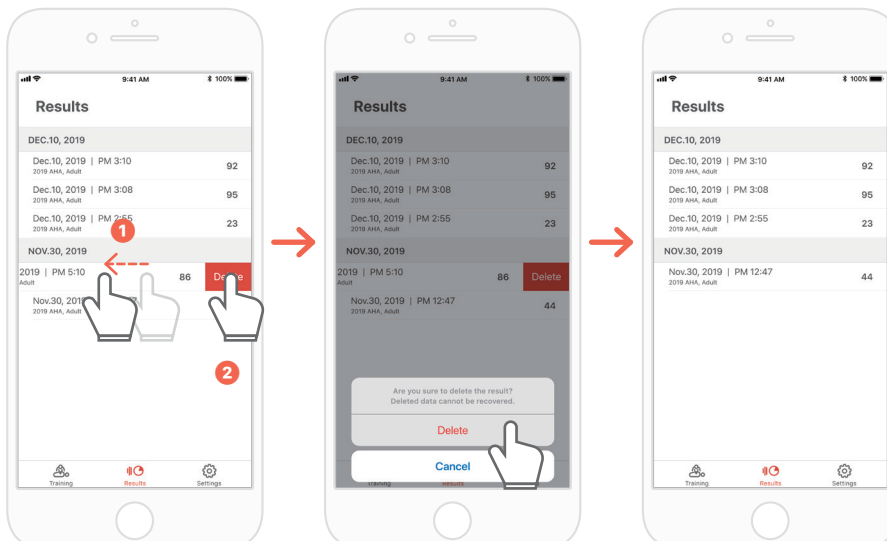 9:41 AM
100%
Results
DEC.10, 2019
Dec.10, 2019 | PM 3:10
2019 AHA, Adult
92
Dec.10, 2019 | PM 3:08
2019 AHA, Adult
95
Dec.10, 2019 | PM 2:55
2019 AHA, Adult
23
1
NOV.30, 2019
2019 | PM 5:10
Adult
86
Nov.30, 2019
2019 AHA, Adult
2
Training
Results
Settings
9:41 AM
100%
Results
DEC.10, 2019
Dec.10, 2019 | PM 3:10
2019 AHA, Adult
92
Dec.10, 2019 | PM 3:08
2019 AHA, Adult
95
Dec.10, 2019 | PM 2:55
2019 AHA, Adult
23
NOV.30, 2019
2019 | PM 5:10
Adult
86
Delete
Nov.30, 2019 | PM 12:47
2019 AHA, Adult
44
Are you sure to delete the result?
Deleted data cannot be recovered.
Delete
Cancel
Training
Results
9:41 AM
100%
Results
DEC.10, 2019
Dec.10, 2019 | PM 3:10
2019 AHA, Adult
92
Dec.10, 2019 | PM 3:08
2019 AHA, Adult
95
Dec.10, 2019 | PM 2:55
2019 AHA, Adult
23
NOV.30, 2019
Nov.30, 2019 | PM 12:47
2019 AHA, Adult
44
Training
Results
Settings